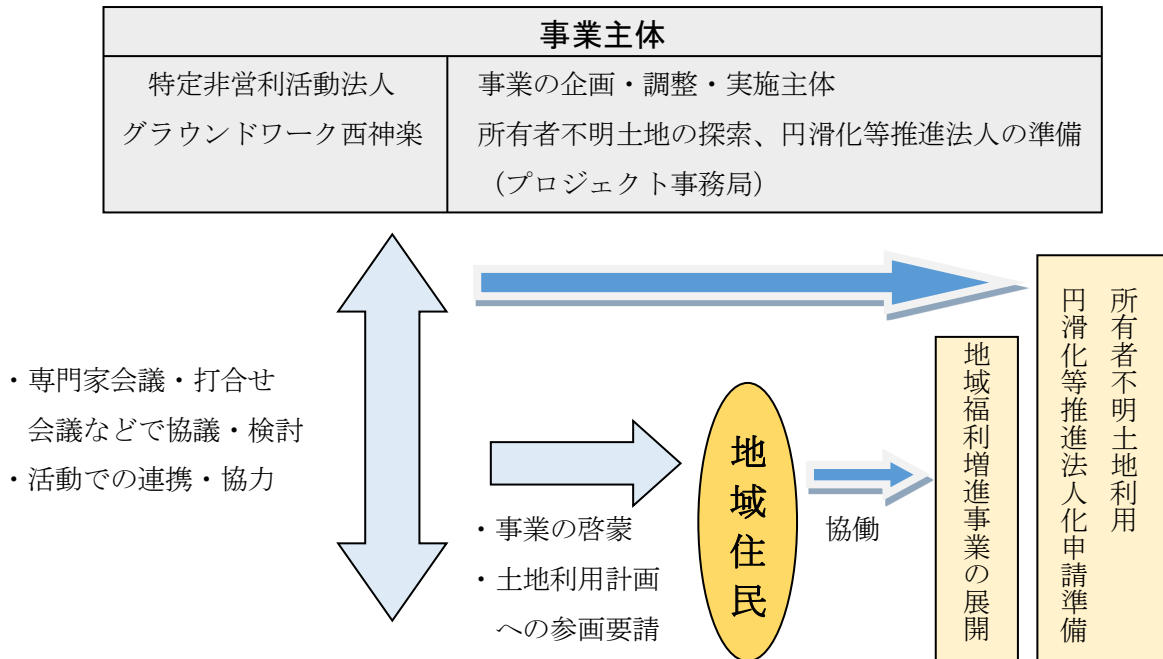 事業主体
特定非営利活動法人
グラウンドワーク西神楽
事業の企画・調整・実施主体
所有者不明土地の探索、円滑化等推進法人の準備
（プロジェクト事務局）
・専門家会議・打合せ
会議などで協議・検討
・活動での連携・協力
・事業の啓蒙
・土地利用計画
への参画要請
地域住民
協働
地域福利増進事業の展開
所有者不明土地利用
円滑化等推進法人化申請準備